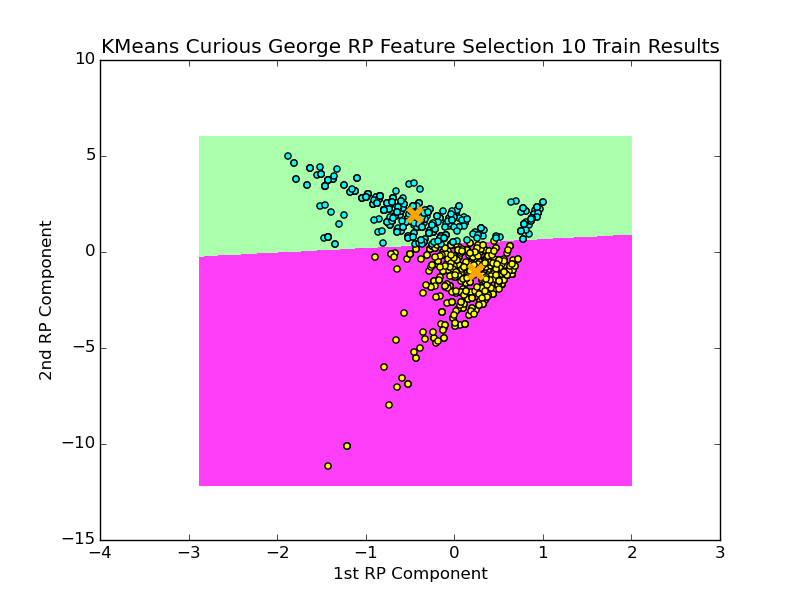 KMeans Curious George RP Feature Selection 10 Train Results
10
5
0
−5
−10
−15
2nd RP Component
−4 −3 −2 −1 0 1 2 3
1st RP Component